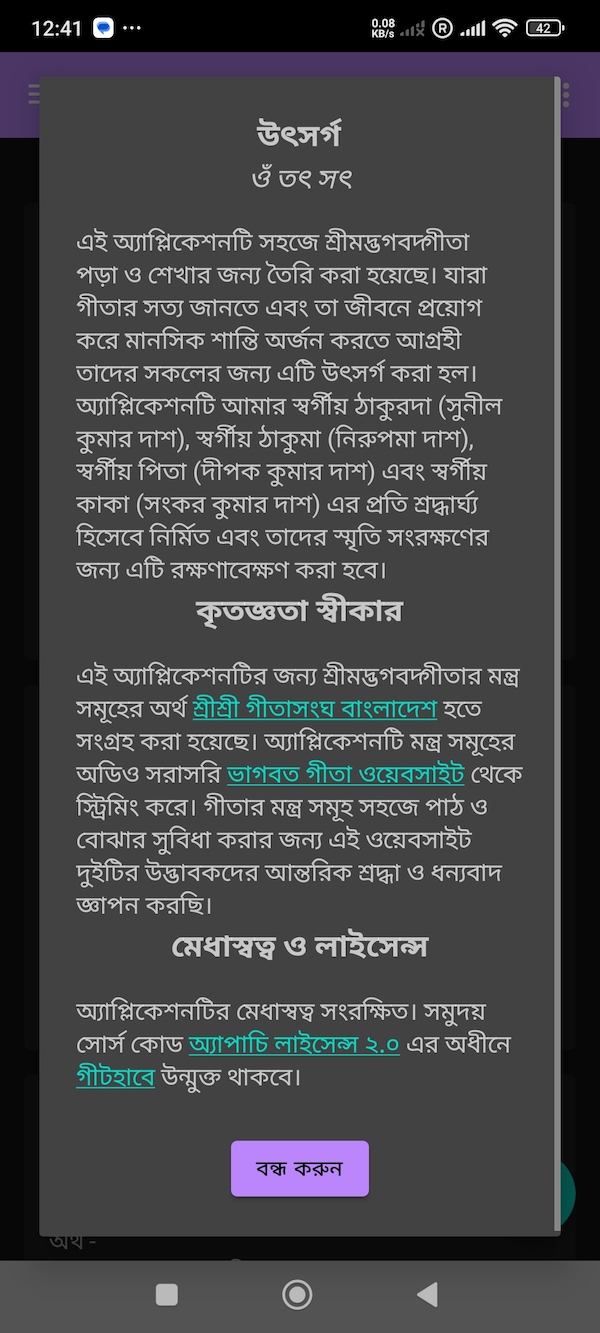 12:41
0.08
KB/s
R
42
উৎসর্গ
ওঁ তৎ সৎ
এই অ্যাপ্লিকেশনটি সহজে শ্রীমদ্ভগবদ্গীতা
পড়া ও শেখার জন্য তৈরি করা হয়েছে। যারা
গীতার সত্য জানতে এবং তা জীবনে প্রয়োগ
করে মানসিক শান্তি অর্জন করতে আগ্রহী
তাদের সকলের জন্য এটি উৎসর্গ করা হল।
অ্যাপ্লিকেশনটি আমার স্বর্গীয় ঠাকুরদা (সুনীল
কুমার দাশ), স্বর্গীয় ঠাকুমা (নিরুপমা দাশ),
স্বর্গীয় পিতা (দীপক কুমার দাশ) এবং স্বর্গীয়
কাকা (সংকর কুমার দাশ) এর প্রতি শ্রদ্ধার্ঘ্য
হিসেবে নির্মিত এবং তাদের স্মৃতি সংরক্ষণের
জন্য এটি রক্ষণাবেক্ষণ করা হবে।
কৃতজ্ঞতা স্বীকার
এই অ্যাপ্লিকেশনটির জন্য শ্রীমদ্ভগবদ্গীতার মন্ত্র
সমূহের অর্থ শ্রীশ্রী গীতাসংঘ বাংলাদেশ হতে
সংগ্রহ করা হয়েছে। অ্যাপ্লিকেশনটি মন্ত্র সমূহের
অডিও সরাসরি ভাগবত গীতা ওয়েবসাইট থেকে
স্ট্রিমিং করে। গীতার মন্ত্র সমূহ সহজে পাঠ ও
বোঝার সুবিধা করার জন্য এই ওয়েবসাইট
দুইটির উদ্ভাবকদের আন্তরিক শ্রদ্ধা ও ধন্যবাদ
জ্ঞাপন করছি।
মেধাস্বত্ব ও লাইসেন্স
অ্যাপ্লিকেশনটির মেধাস্বত্ব সংরক্ষিত। সমুদয়
সোর্স কোড অ্যাপাচি লাইসেন্স ২.০ এর অধীনে
গীটহাবে উন্মুক্ত থাকবে।
বন্ধ করুন
অর্থ -